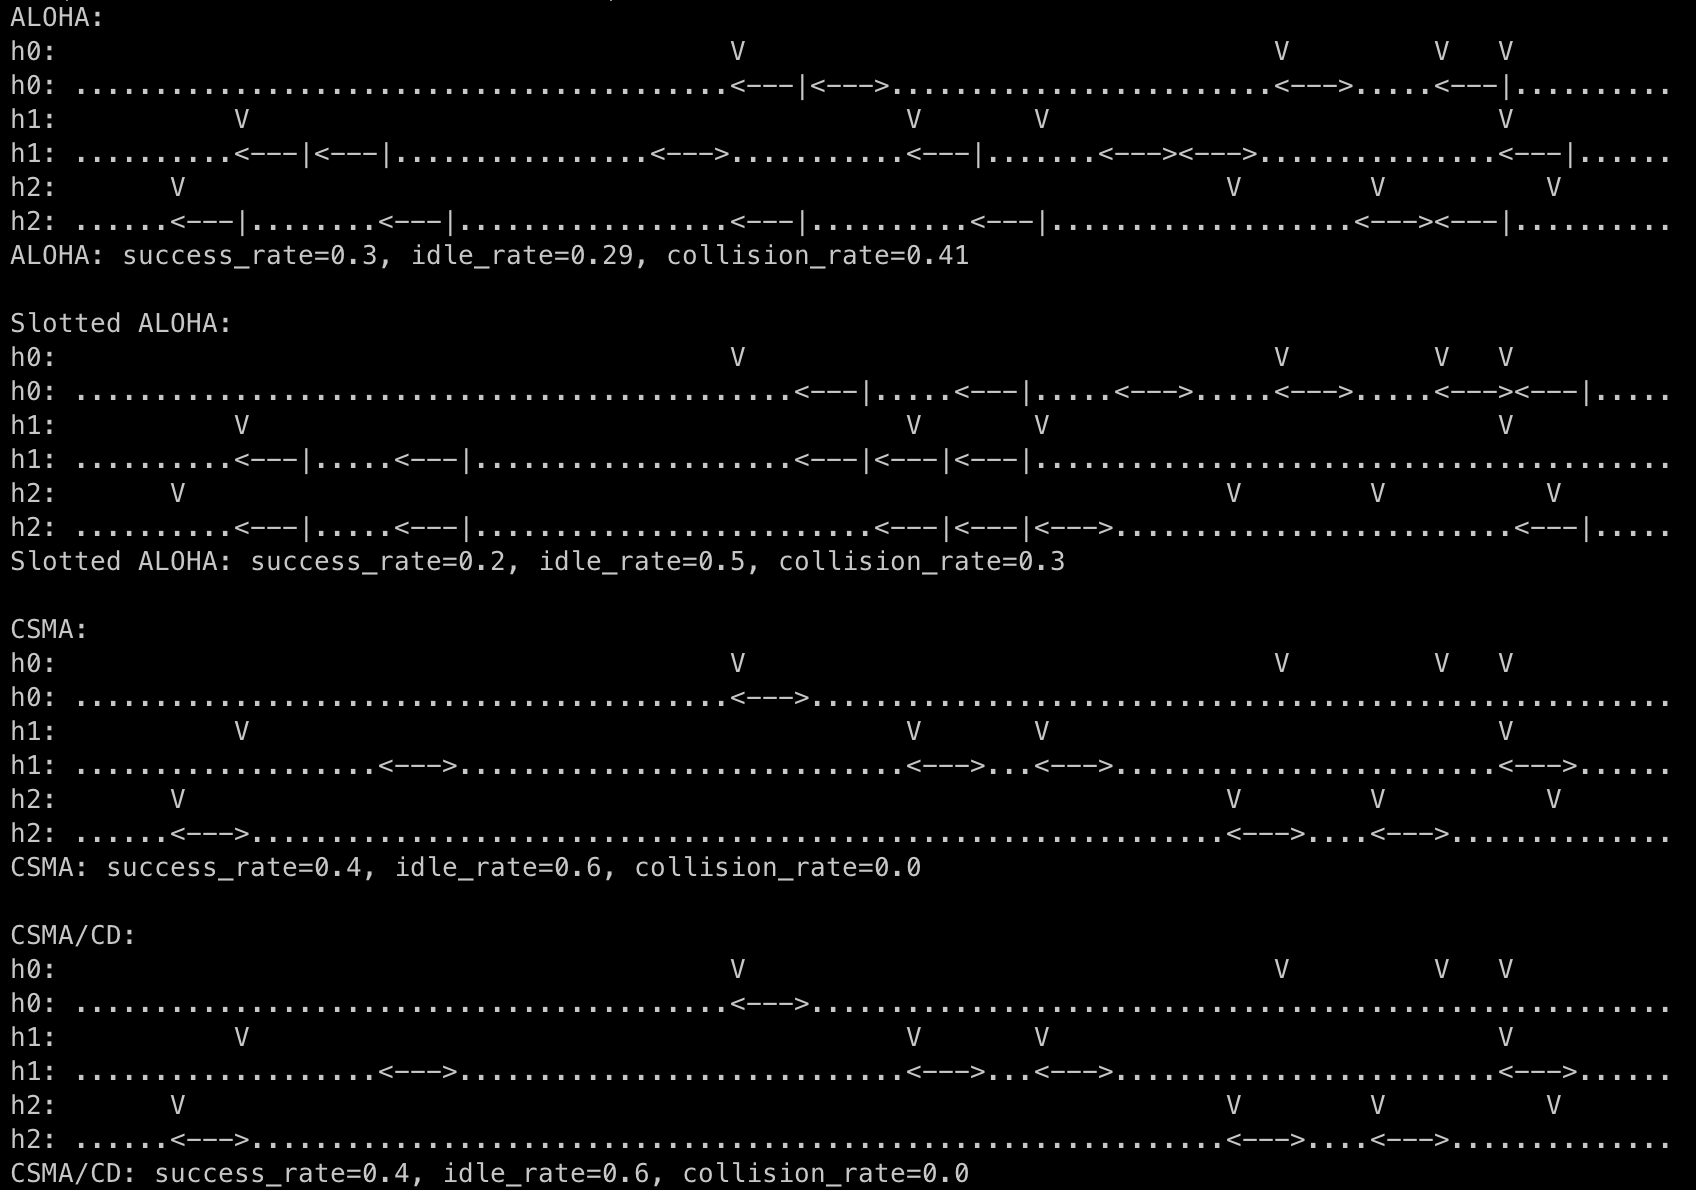 ALOHA:
h0:                                          V                                 V         V   V
h0: .........................................<---|<--->........................<--->.....<---|..........
h1:           V                                         V       V                            V
h1: ..........<---|<---|................<--->...........<---|.......<---><--->...............<---|......
h2:       V                                                                 V        V          V
h2: ......<---|........<---|.................<---|..........<---|...................<---><---|..........
ALOHA: success_rate=0.3, idle_rate=0.29, collision_rate=0.41
Slotted ALOHA:
h0:                                          V                                 V         V   V
h0: .............................................<---|.....<---|.....<--->.....<--->.....<---><---|.....
h1:           V                                         V       V                            V
h1: ..........<---|.....<---|....................<---|<---|<---|........................................
h2:       V                                                                 V        V          V
h2: ..........<---|.....<---|.........................<---|<---|<--->.........................<---|.....
Slotted ALOHA: success_rate=0.2, idle_rate=0.5, collision_rate=0.3
CSMA:
h0:                                          V                                 V         V   V
h0: .........................................<--->......................................................
h1:           V                                         V       V                            V
h1: ...................<--->............................<--->...<--->........................<--->......
h2:       V                                                                 V        V          V
h2: ......<--->.............................................................<--->....<--->..............
CSMA: success_rate=0.4, idle_rate=0.6, collision_rate=0.0
CSMA/CD:
h0:                                          V                                 V         V   V
h0: .........................................<--->......................................................
h1:           V                                         V       V                            V
h1: ...................<--->............................<--->...<--->........................<--->......
h2:       V                                                                 V        V          V
h2: ......<--->.............................................................<--->....<--->..............
CSMA/CD: success_rate=0.4, idle_rate=0.6, collision_rate=0.0